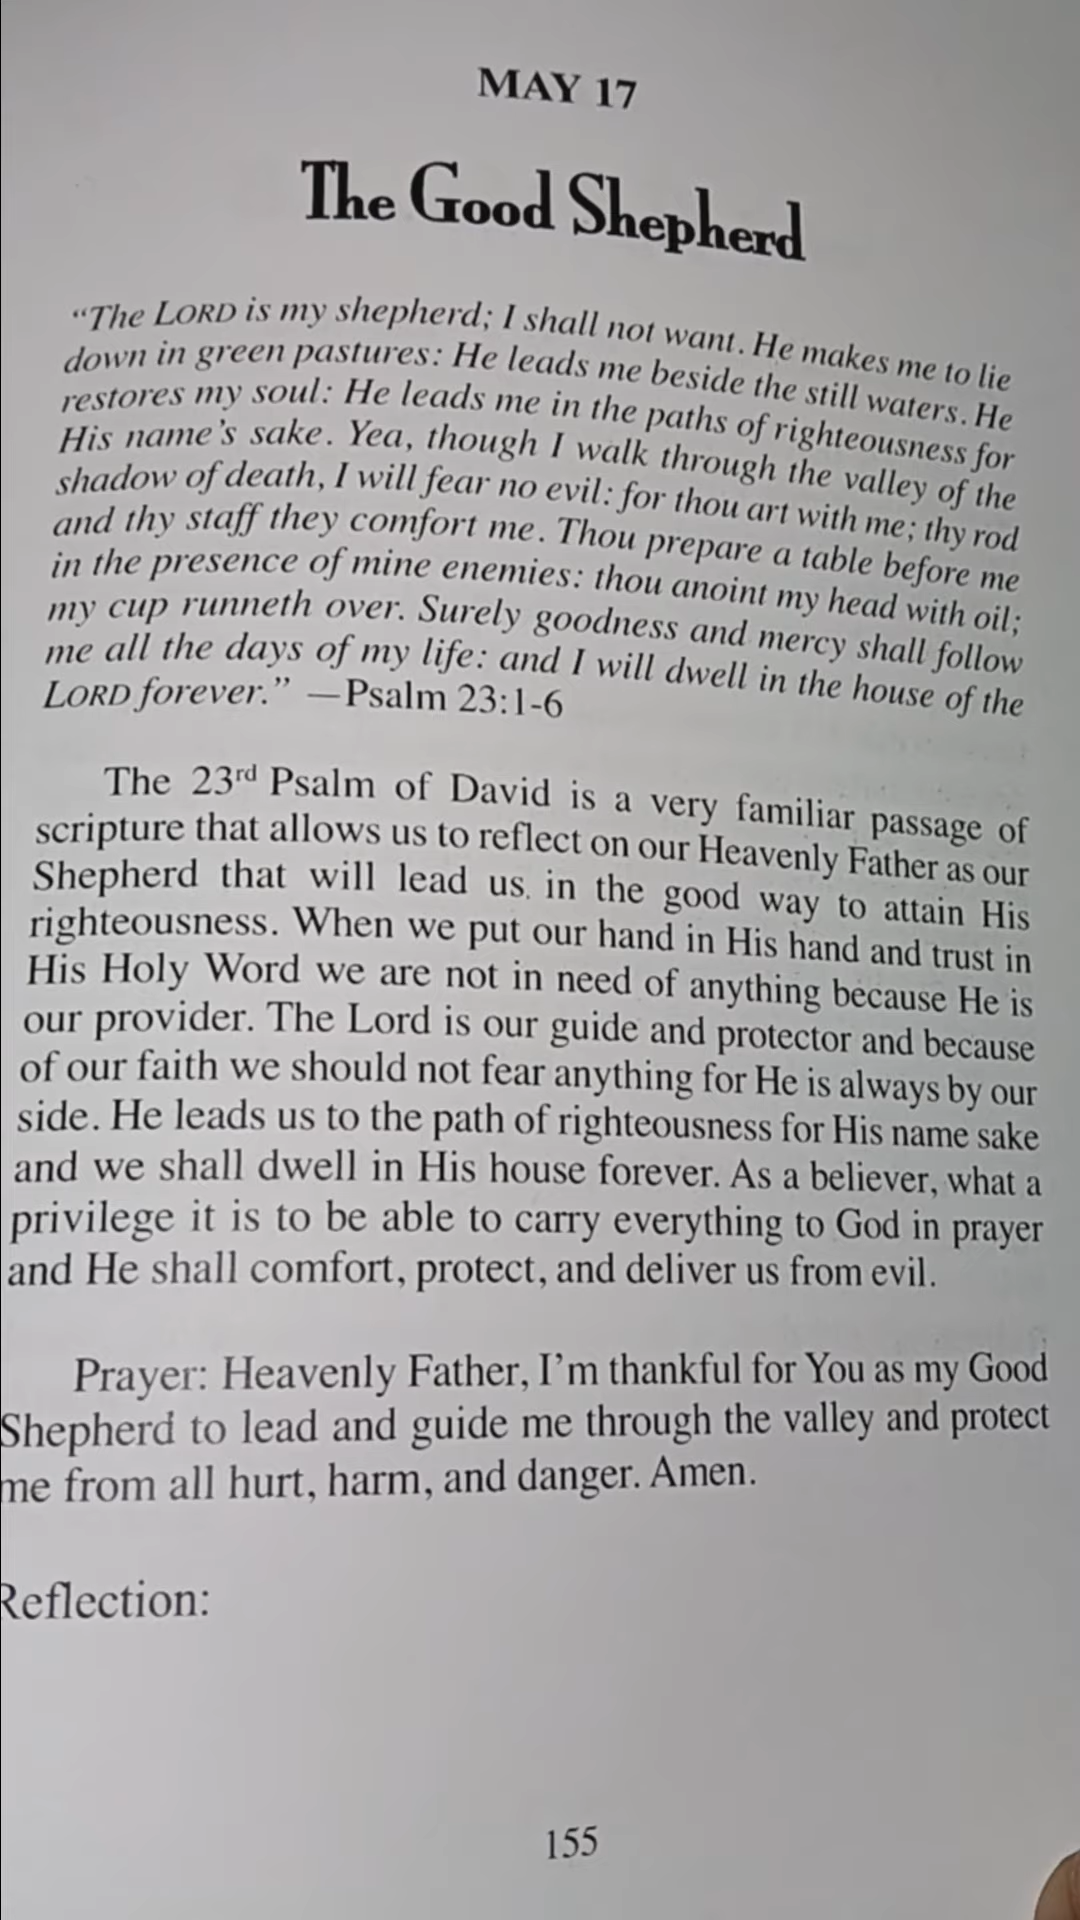 MAY 17
The Good Shepherd
“The LORD is my shepherd; I shall not want. He makes me to lie
down in green pastures: He leads me beside the still waters. He
restores my soul: He leads me in the paths of righteousness for
His name’s sake. Yea, though I walk through the valley of the
shadow of death, I will fear no evil: for thou art with me; thy rod
and thy staff they comfort me. Thou prepare a table before me
in the presence of mine enemies: thou anoint my head with oil;
my cup runneth over. Surely goodness and mercy shall follow
me all the days of my life: and I will dwell in the house of the
LORD forever.” —Psalm 23:1-6
The 23rd Psalm of David is a very familiar passage of
scripture that allows us to reflect on our Heavenly Father as our
Shepherd that will lead us in the good way to attain His
righteousness. When we put our hand in His hand and trust in
His Holy Word we are not in need of anything because He is
our provider. The Lord is our guide and protector and because
of our faith we should not fear anything for He is always by our
side. He leads us to the path of righteousness for His name sake
and we shall dwell in His house forever. As a believer, what a
privilege it is to be able to carry everything to God in prayer
and He shall comfort, protect, and deliver us from evil.
Prayer: Heavenly Father, I’m thankful for You as my Good
Shepherd to lead and guide me through the valley and protect
me from all hurt, harm, and danger. Amen.
Reflection:
155